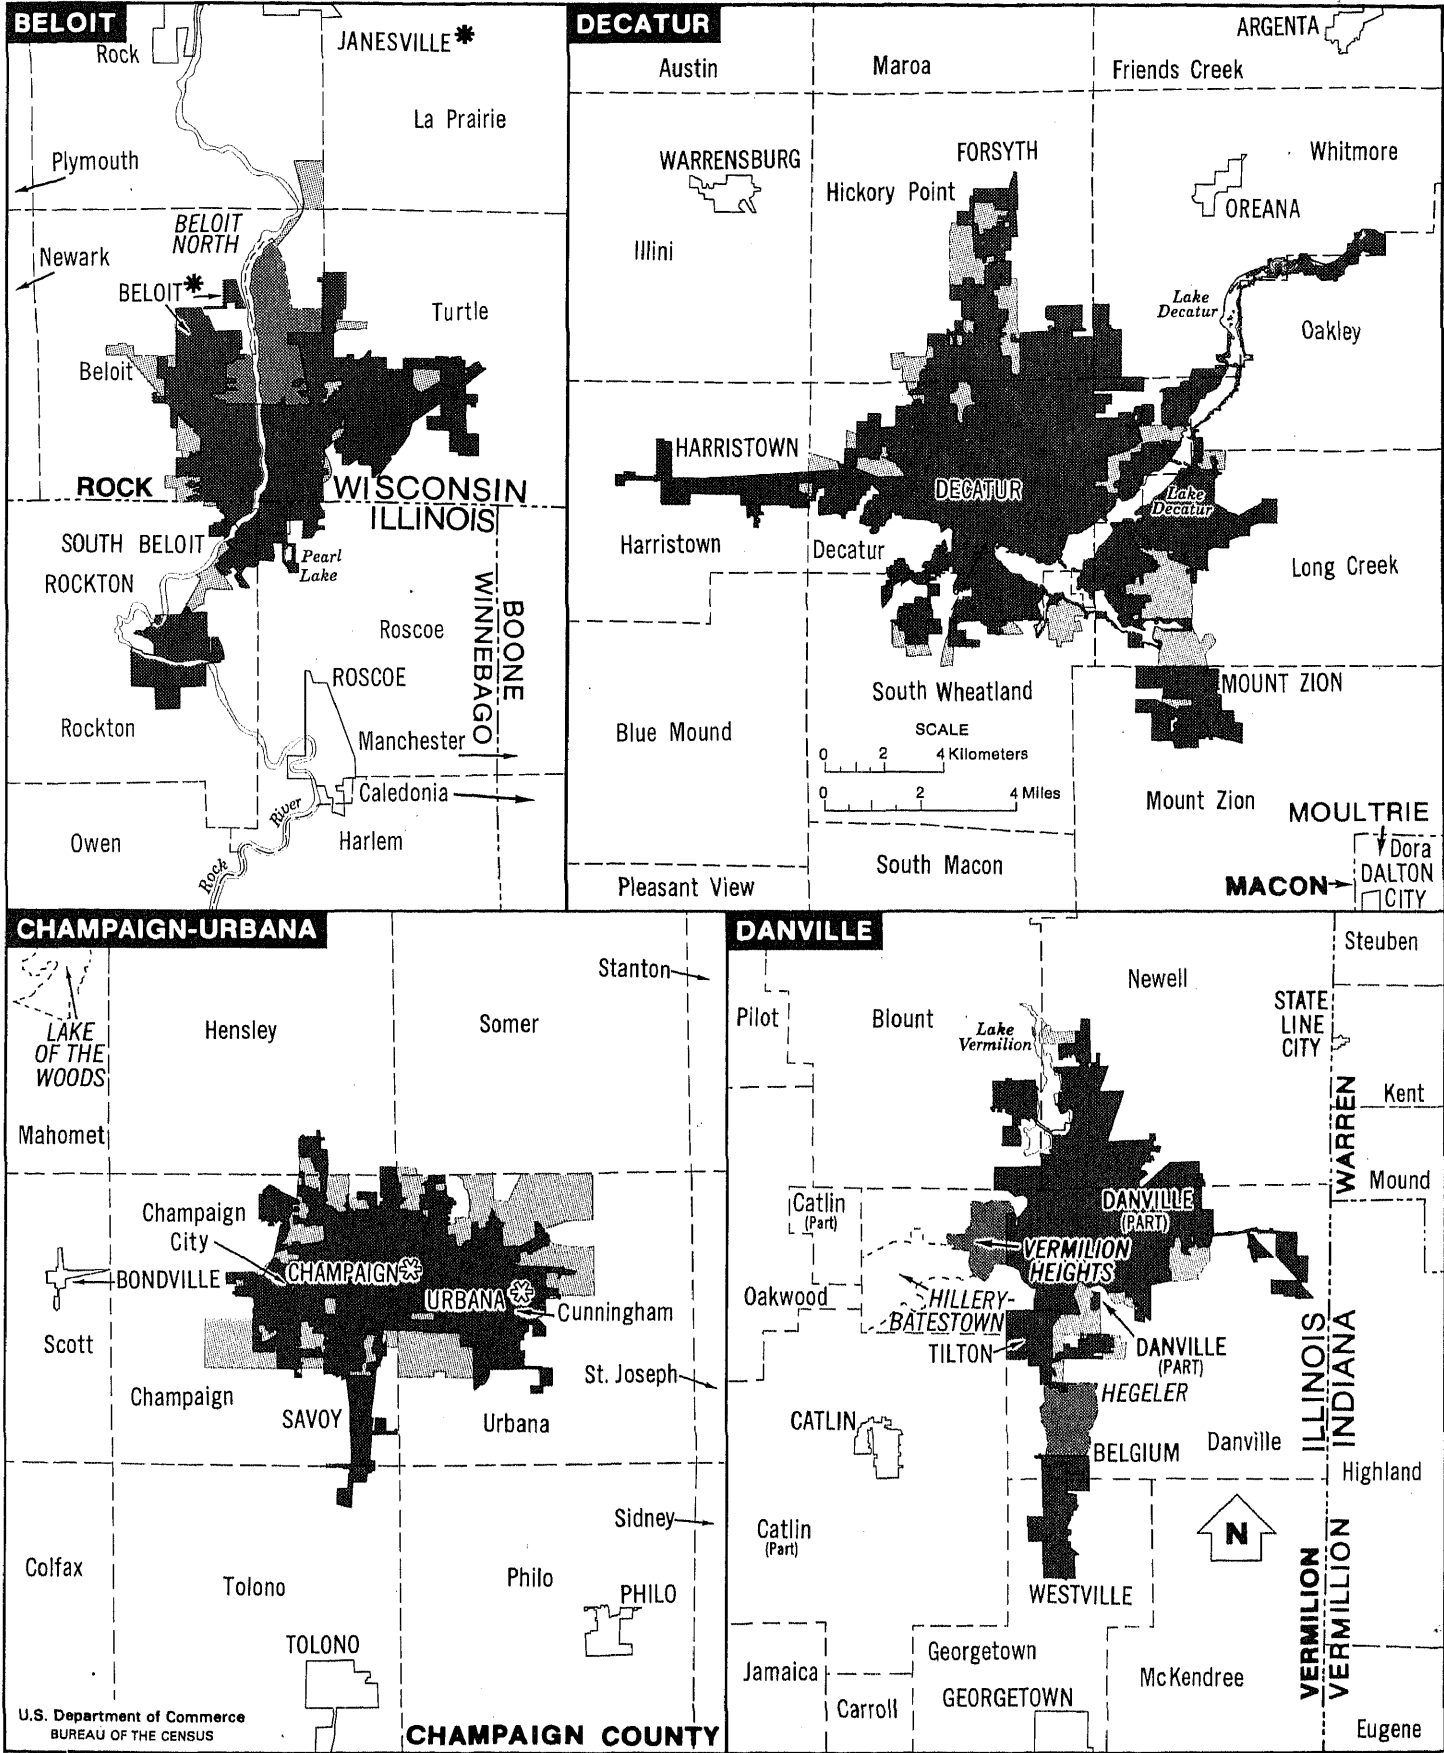 BELOIT
Rock
JANESVILLE*
La Prairie
Plymouth
BELOIT
NORTH
Newark
BELOIT*
Turtle
Beloit
ROCK
WISCONSIN
ILLINOIS
SOUTH BELOIT
Pearl
Lake
ROCKTON
WINNEBAGO
BOONE
Roscoe
ROSCOE
Rockton
Manchester
Caledonia
River
Owen
Harlem
Rock
DECATUR
ARGENTA
Austin
Maroa
Friends Creek
WARRENSBURG
FORSYTH
Whitmore
Hickory Point
OREANA
Illini
Lake
Decatur
Oakley
HARRISTOWN
DECATUR
Lake
Decatur
Harristown
Decatur
Long Creek
South Wheatland
MOUNT ZION
Blue Mound
SCALE
0 2 4 Kilometers
0 2 4 Miles
Mount Zion
MOULTRIE
South Macon
Dora
DALTON
CITY
Pleasant View
MACON
CHAMPAIGN-URBANA
Stanton
LAKE
OF THE
WOODS
Hensley
Somer
Mahomet
Champaign
City
BONDVILLE
CHAMPAIGN*
URBANA*
Cunningham
Scott
St. Joseph
Champaign
SAVOY
Urbana
Sidney
Colfax
Tolono
Philo
PHILO
TOLONO
U.S. Department of Commerce
BUREAU OF THE CENSUS
CHAMPAIGN COUNTY
DANVILLE
Steuben
Newell
Pilot
Blount
Lake
Vermilion
STATE
LINE
CITY
Kent
WARREN
Mound
Catlin
(Part)
DANVILLE
(PART)
VERMILION
HEIGHTS
Oakwood
HILLERY-
BATESTOWN
TILTON
DANVILLE
(PART)
ILLINOIS
INDIANA
HEGELER
CATLIN
BELGIUM
Danville
Highland
N
Catlin
(Part)
WESTVILLE
VERMILION
VERMILLION
Georgetown
Jamaica
McKendree
Carroll
GEORGETOWN
Eugene